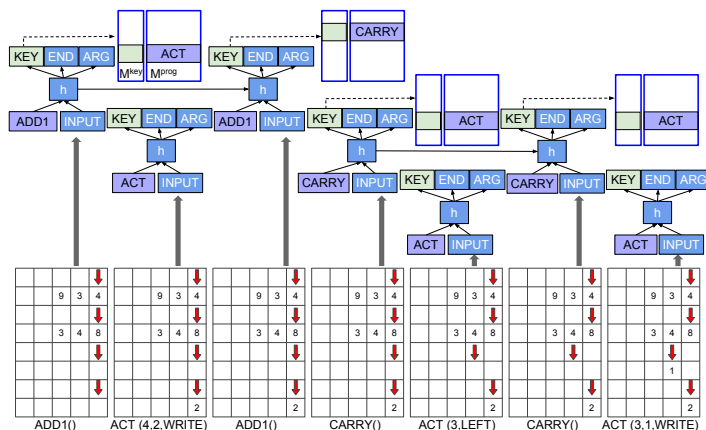 KEY END ARG
ACT
M^key M^prog
KEY END ARG
CARRY
h
h
ADD1 INPUT
KEY END ARG
ADD1 INPUT
KEY END ARG
ACT
KEY END ARG
ACT
h
h
h
ACT INPUT
CARRY INPUT
KEY END ARG
CARRY INPUT
KEY END ARG
h
h
ACT INPUT
ACT INPUT
9 3 4 9 3 4 9 3 4 9 3 4 9 3 4 9 3 4 9 3 4
3 4 8 3 4 8 3 4 8 3 4 8 3 4 8 3 4 8 3 4 8
1
2 2 2 2 2 2
ADD1() ACT (4,2,WRITE) ADD1() CARRY() ACT (3,LEFT) CARRY() ACT (3,1,WRITE)